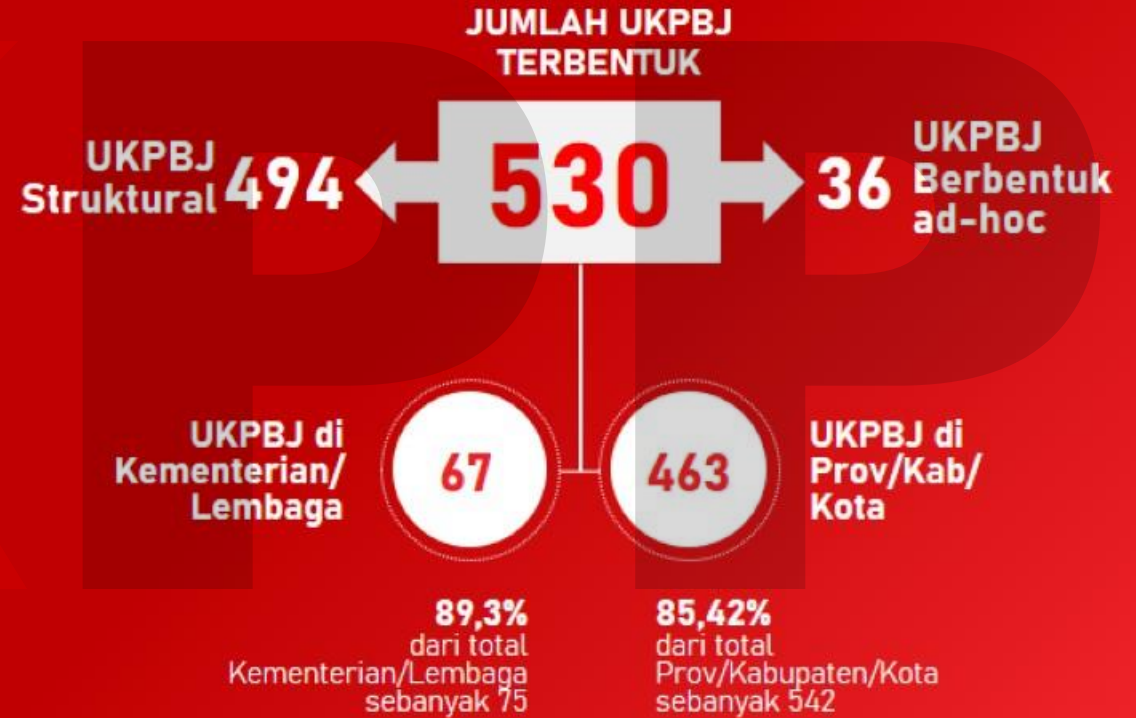 JUMLAH UKPBJ
TERBENTUK
UKPBJ
Struktural
494
530
36
UKPBJ
Berbentuk
ad-hoc
UKPBJ di
Kementerian/
Lembaga
67
463
UKPBJ di
Prov/Kab/
Kota
89,3%
dari total
Kementerian/Lembaga
sebanyak 75
85,42%
dari total
Prov/Kabupaten/Kota
sebanyak 542
PP